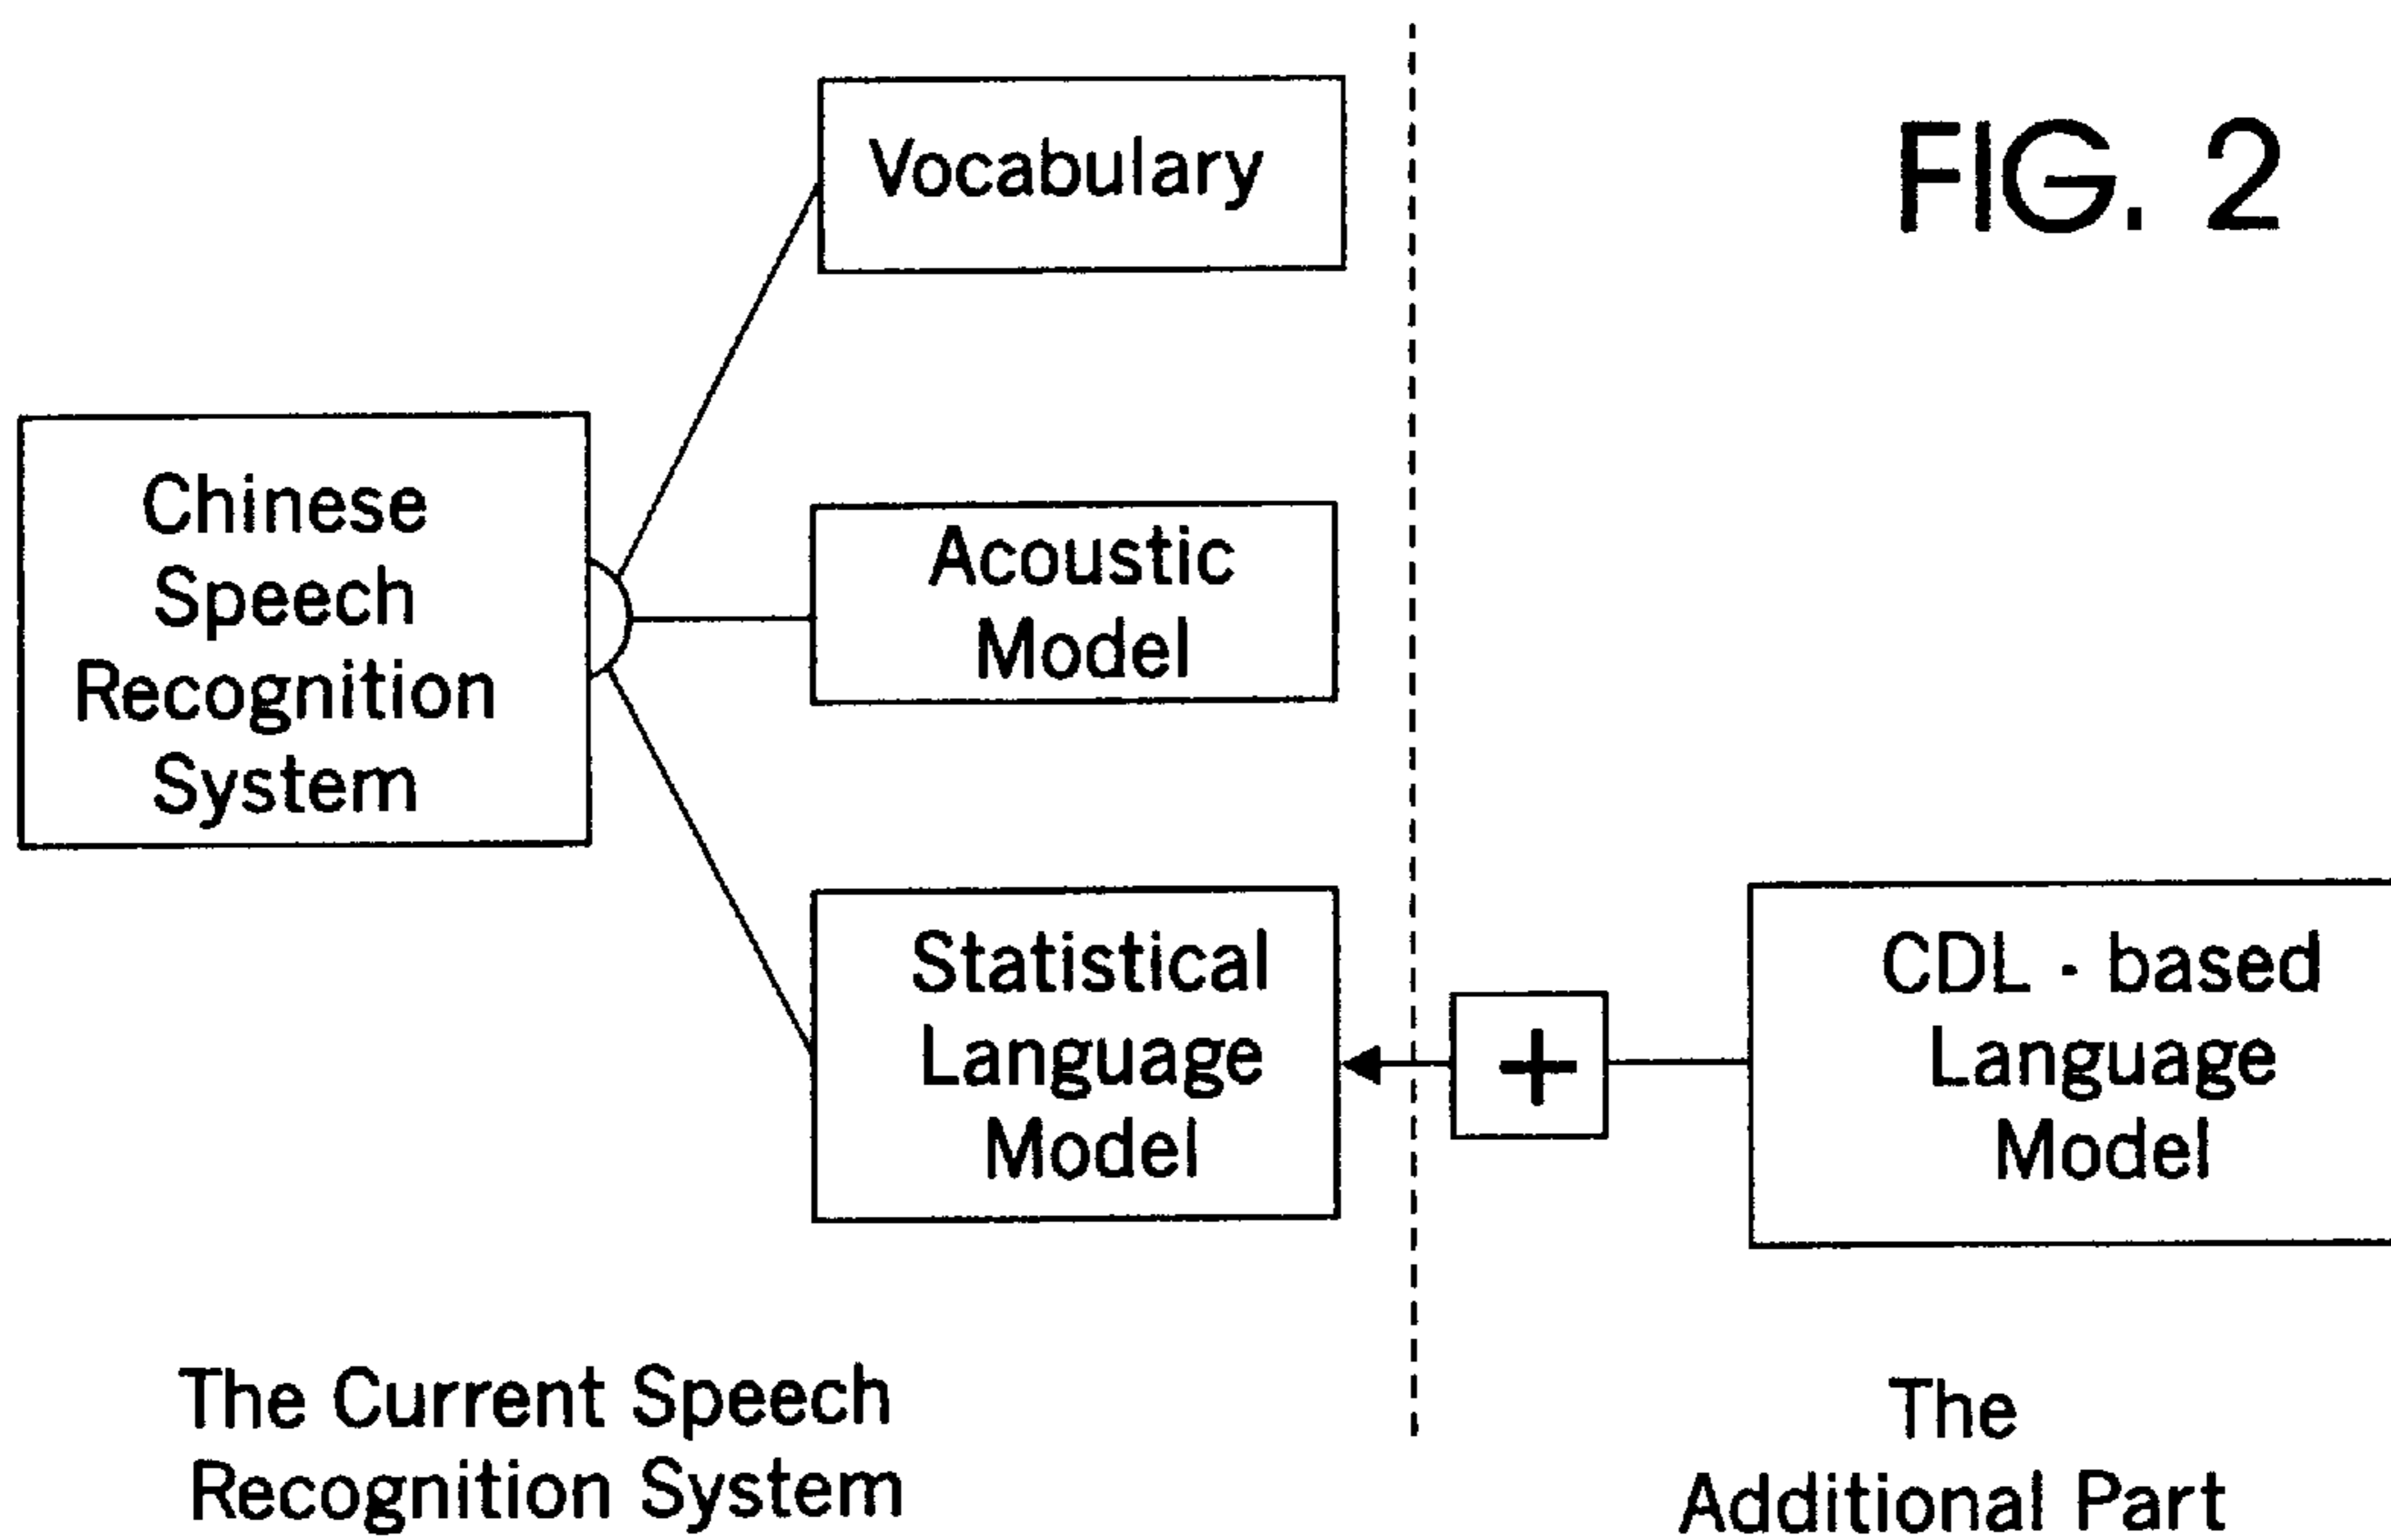 FIG. 2
Vocabulary
Chinese
Speech
Recognition
System
Acoustic
Model
Statistical
Language
Model
+
CDL - based
Language
Model
The Current Speech
Recognition System
The
Additional Part